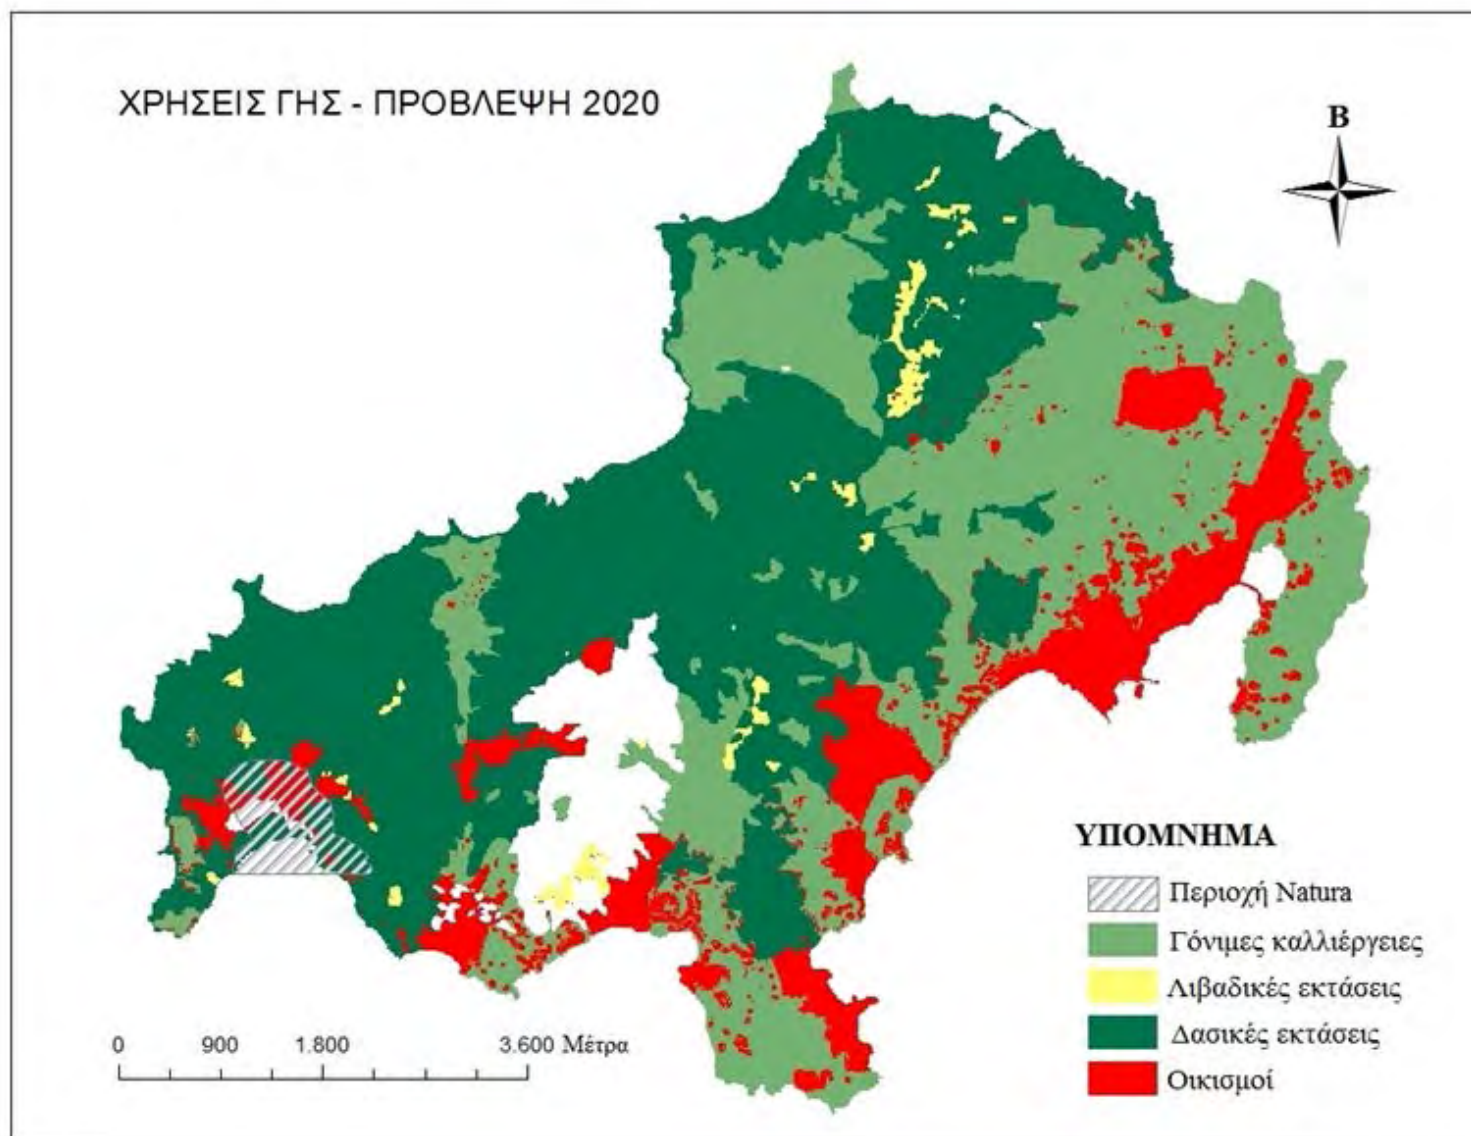 ΧΡΗΣΕΙΣ ΓΗΣ - ΠΡΟΒΛΕΨΗ 2020
Β
ΥΠΟΜΝΗΜΑ
Περιοχή Natura
Γόνιμες καλλιέργειες
Λιβαδικές εκτάσεις
Δασικές εκτάσεις
Οικισμοί
0 900 1.800 3.600 Μέτρα